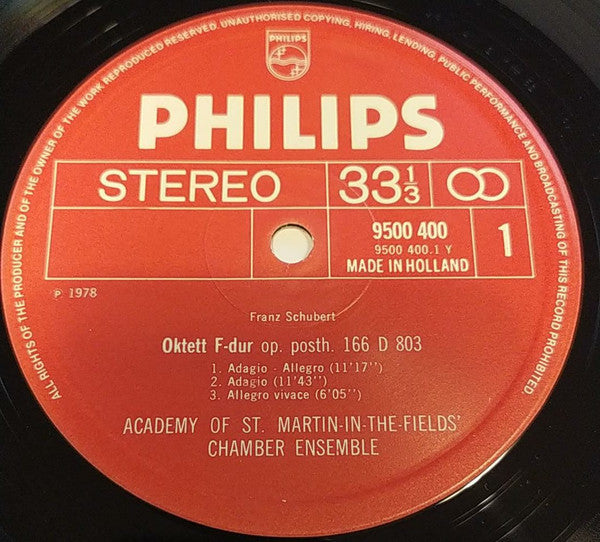 ALL RIGHTS OF THE PRODUCER AND OF THE OWNER OF THE WORK REPRODUCED RESERVED. UNAUTHORISED COPYING, HIRING, LENDING, PUBLIC PERFORMANCE AND BROADCASTING OF THIS RECORD PROHIBITED
PHILIPS
PHILIPS
STEREO 33 1/3
9500 400
9500 400.1 Y
MADE IN HOLLAND
1
℗ 1978
Franz Schubert
Oktett F-dur op. posth. 166 D 803
1. Adagio - Allegro (11'17'')
2. Adagio (11'43'')
3. Allegro vivace (6'05'')
ACADEMY OF ST. MARTIN-IN-THE-FIELDS'
CHAMBER ENSEMBLE